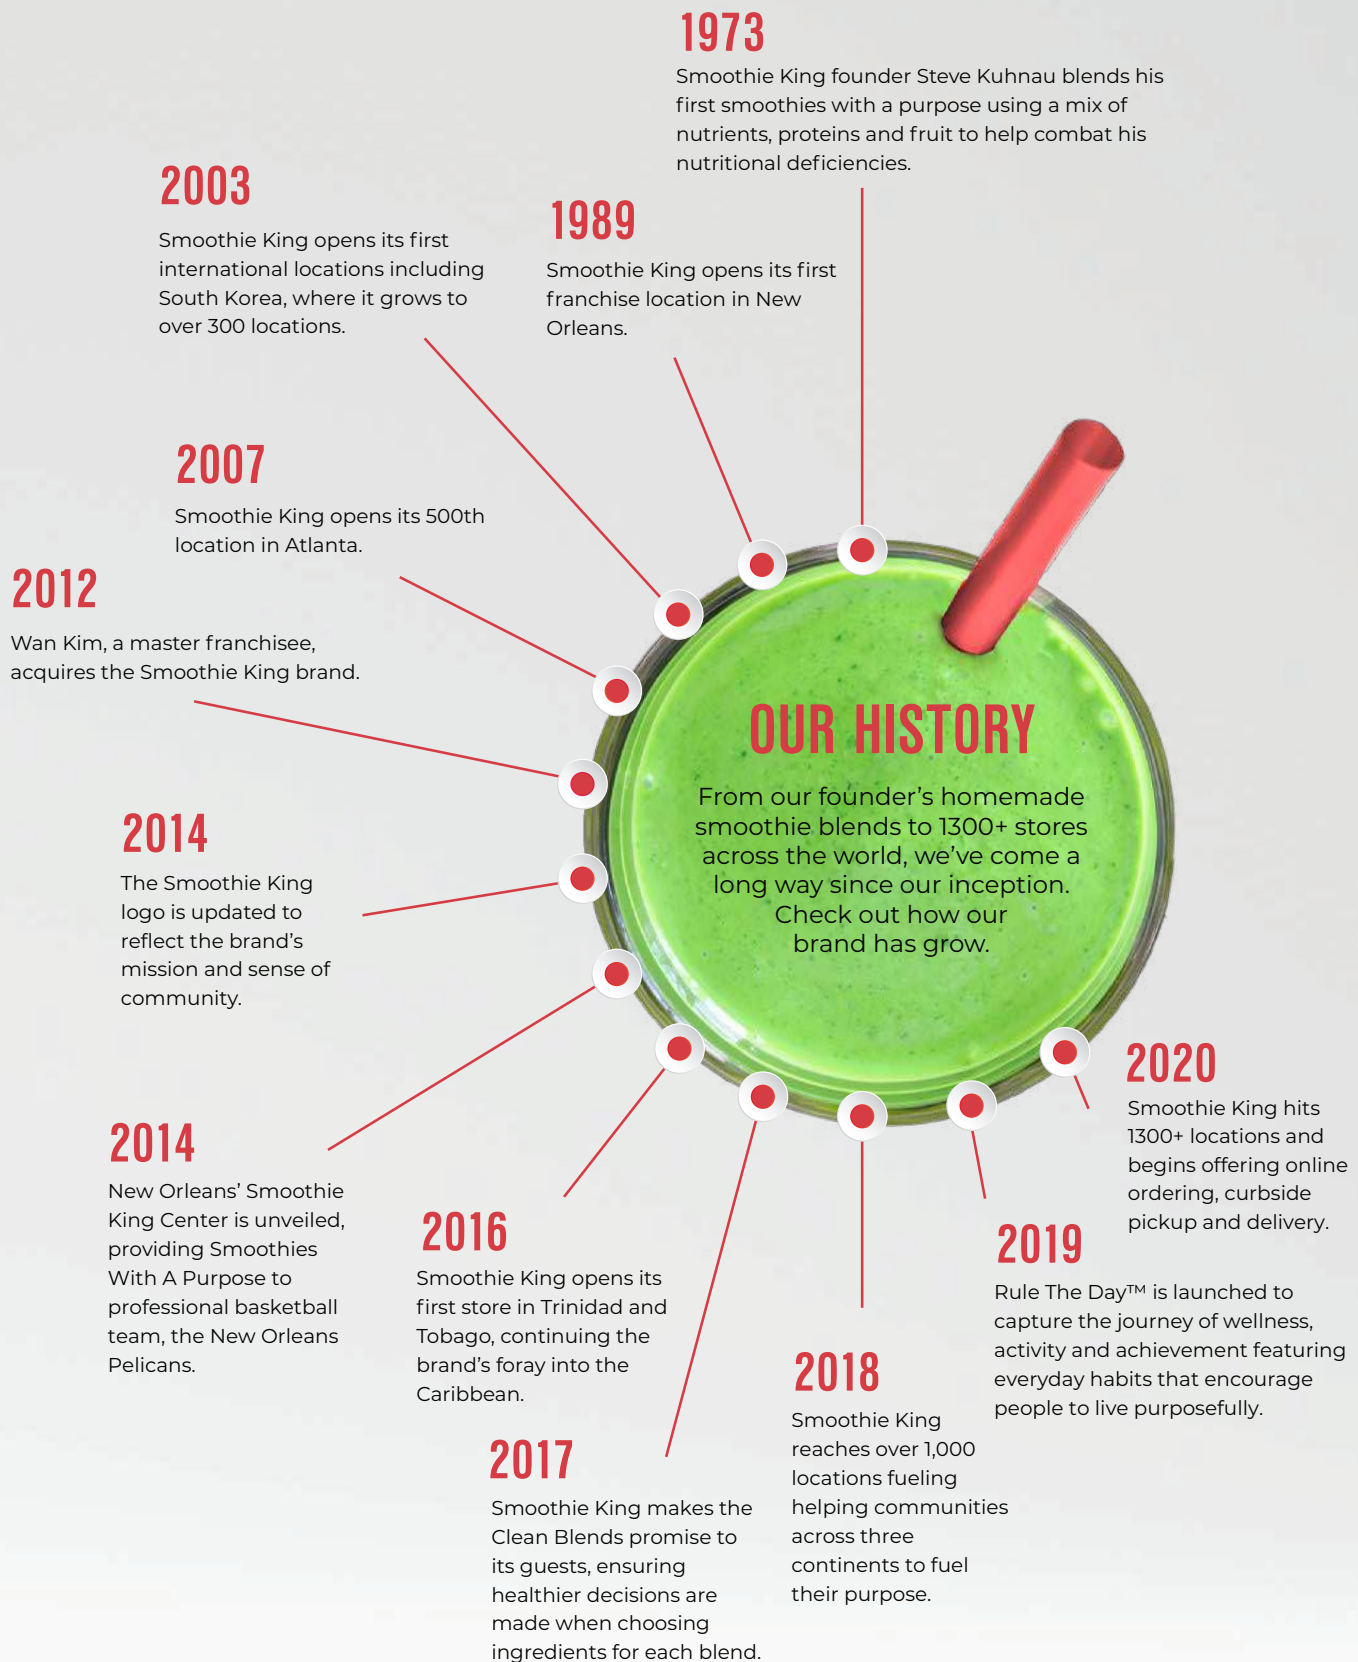 1973
Smoothie King founder Steve Kuhnau blends his
first smoothies with a purpose using a mix of
nutrients, proteins and fruit to help combat his
nutritional deficiencies.
1989
Smoothie King opens its first
franchise location in New
Orleans.
2003
Smoothie King opens its first
international locations including
South Korea, where it grows to
over 300 locations.
2007
Smoothie King opens its 500th
location in Atlanta.
2012
Wan Kim, a master franchisee,
acquires the Smoothie King brand.
2014
The Smoothie King
logo is updated to
reflect the brand’s
mission and sense of
community.
2014
New Orleans’ Smoothie
King Center is unveiled,
providing Smoothies
With A Purpose to
professional basketball
team, the New Orleans
Pelicans.
2016
Smoothie King opens its
first store in Trinidad and
Tobago, continuing the
brand’s foray into the
Caribbean.
2017
Smoothie King makes the
Clean Blends promise to
its guests, ensuring
healthier decisions are
made when choosing
ingredients for each blend.
2018
Smoothie King
reaches over 1,000
locations fueling
helping communities
across three
continents to fuel
their purpose.
2019
Rule The Day™ is launched to
capture the journey of wellness,
activity and achievement featuring
everyday habits that encourage
people to live purposefully.
2020
Smoothie King hits
1300+ locations and
begins offering online
ordering, curbside
pickup and delivery.
OUR HISTORY
From our founder’s homemade
smoothie blends to 1300+ stores
across the world, we’ve come a
long way since our inception.
Check out how our
brand has grow.